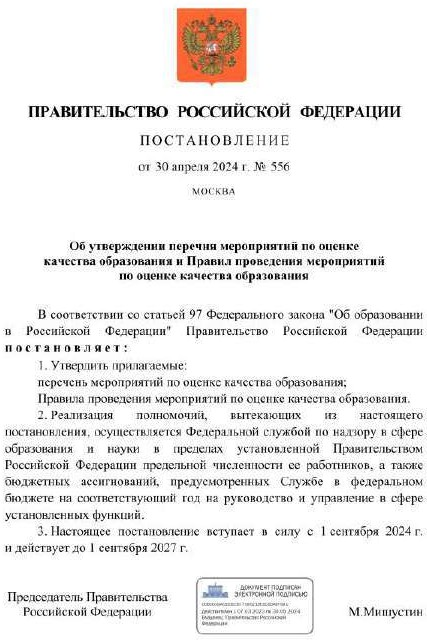 ПРАВИТЕЛЬСТВО РОССИЙСКОЙ ФЕДЕРАЦИИ
ПОСТАНОВЛЕНИЕ
от 30 апреля 2024 г. № 556
МОСКВА
Об утверждении перечня мероприятий по оценке
качества образования и Правил проведения мероприятий
по оценке качества образования
В соответствии со статьей 97 Федерального закона "Об образовании
в Российской Федерации" Правительство Российской Федерации
постановляет:
1. Утвердить прилагаемые:
перечень мероприятий по оценке качества образования;
Правила проведения мероприятий по оценке качества образования.
2. Реализация полномочий, вытекающих из настоящего
постановления, осуществляется Федеральной службой по надзору в сфере
образования и науки в пределах установленной Правительством
Российской Федерации предельной численности ее работников, а также
бюджетных ассигнований, предусмотренных Службе в федеральном
бюджете на соответствующий год на руководство и управление в сфере
установленных функций.
3. Настоящее постановление вступает в силу с 1 сентября 2024 г.
и действует до 1 сентября 2027 г.
Председатель Правительства
Российской Федерации
ДОКУМЕНТ ПОДПИСАН
ЭЛЕКТРОННОЙ ПОДПИСЬЮ
М.Мишустин